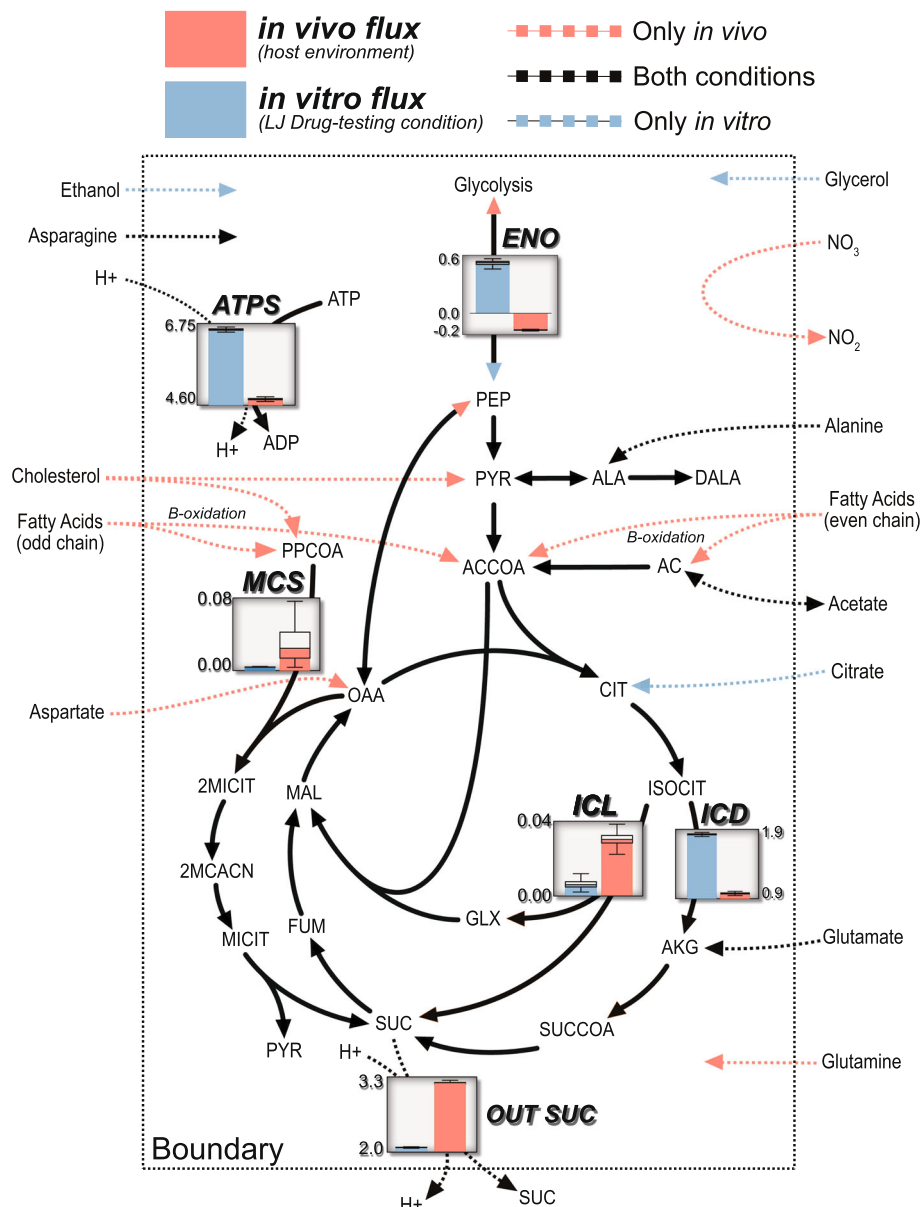 in vivo flux
(host environment)
in vitro flux
(LJ Drug-testing condition)
Only in vivo
Both conditions
Only in vitro
Ethanol
Glycolysis
Glycerol
Asparagine
ENO
NO3
H+
0.6
0.0
-0.2
ATPS
ATP
6.75
4.60
NO2
H+
ADP
PEP
Alanine
Cholesterol
PYR
ALA
DALA
Fatty Acids
(odd chain)
B-oxidation
Fatty Acids
(even chain)
B-oxidation
PPCOA
ACCOA
AC
MCS
0.08
0.00
Acetate
Aspartate
OAA
CIT
Citrate
2MICIT
MAL
ISOCIT
ICL
0.04
0.00
ICD
1.9
0.9
2MCACN
MICIT
FUM
GLX
AKG
Glutamate
SUC
SUCCOA
PYR
H+
Glutamine
3.3
2.0
OUT SUC
Boundary
H+
SUC